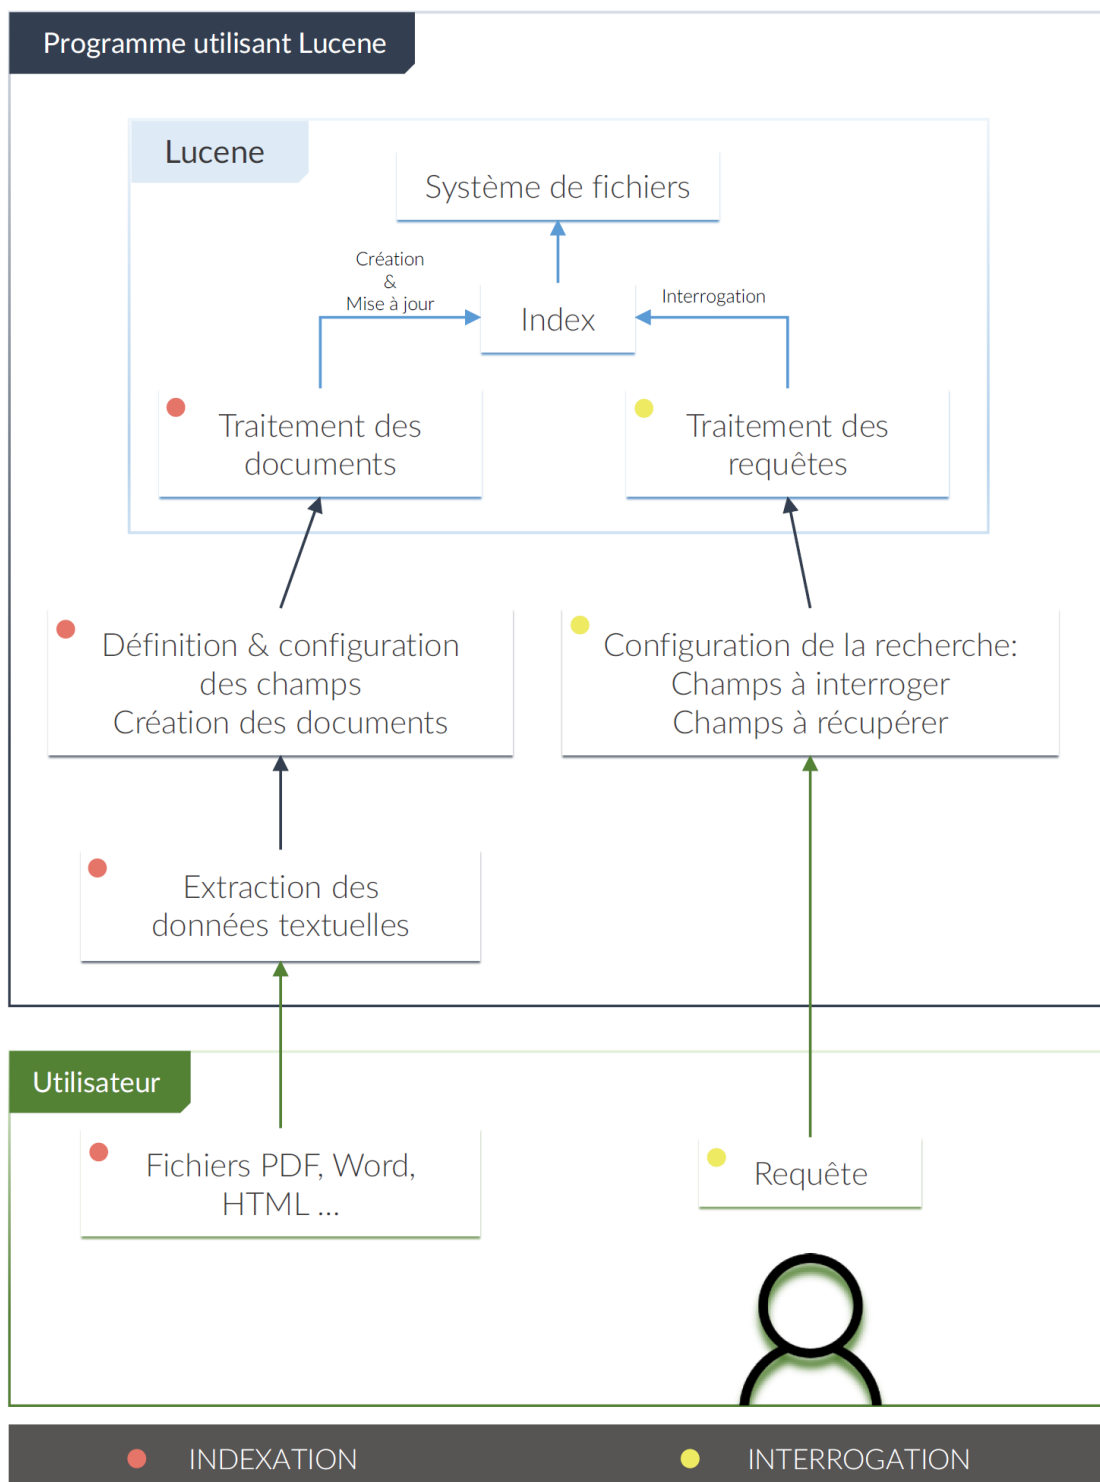 Programme utilisant Lucene
Lucene
Système de fichiers
Création
&
Mise à jour
Interrogation
Index
Traitement des
documents
Traitement des
requêtes
Définition & configuration
des champs
Création des documents
Configuration de la recherche:
Champs à interroger
Champs à récupérer
Extraction des
données textuelles
Utilisateur
Fichiers PDF, Word,
HTML ...
Requête
INDEXATION
INTERROGATION